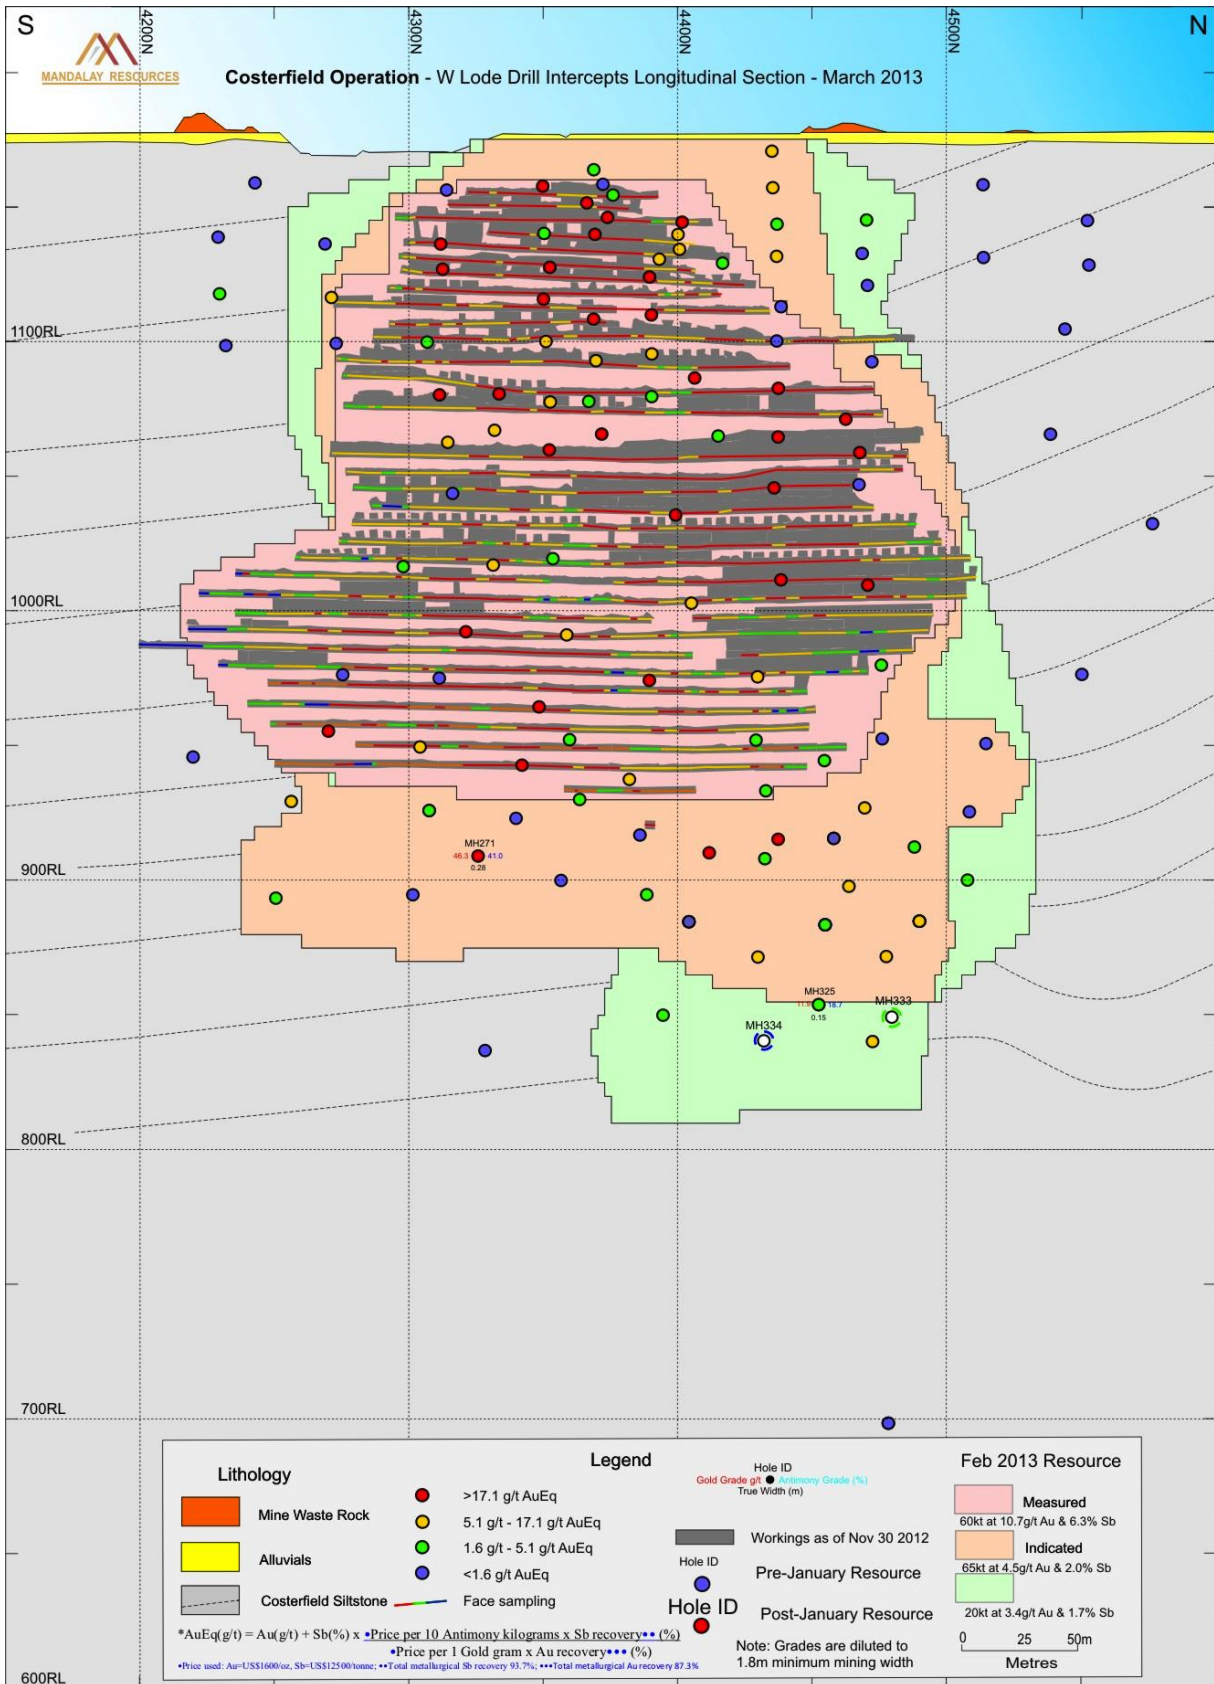 S
N
4200N
4300N
4400N
4500N
MANDALAY RESOURCES
Costerfield Operation - W Lode Drill Intercepts Longitudinal Section - March 2013
1100RL
1000RL
MH271
46.3 41.0
0.28
900RL
MH325
18.7
0.15
MH333
MH334
800RL
700RL
Legend
Lithology
Mine Waste Rock
Alluvials
Costerfield Siltstone
>17.1 g/t AuEq
5.1 g/t - 17.1 g/t AuEq
1.6 g/t - 5.1 g/t AuEq
<1.6 g/t AuEq
Face sampling
Hole ID
Gold Grade g/t Antimony Grade (%)
True Width (m)
Workings as of Nov 30 2012
Hole ID
Pre-January Resource
Hole ID
Post-January Resource
Note: Grades are diluted to
1.8m minimum mining width
Feb 2013 Resource
Measured
60kt at 10.7g/t Au & 6.3% Sb
Indicated
65kt at 4.5g/t Au & 2.0% Sb
20kt at 3.4g/t Au & 1.7% Sb
0 25 50m
Metres
*AuEq(g/t) = Au(g/t) + Sb(%) x •Price per 10 Antimony kilograms x Sb recovery•• (%)
•Price per 1 Gold gram x Au recovery••• (%)
•Price used: Au=US$1600/oz, Sb=US$12500/tonne; ••Total metallurgical Sb recovery 93.7%; •••Total metallurgical Au recovery 87.3%
600RL